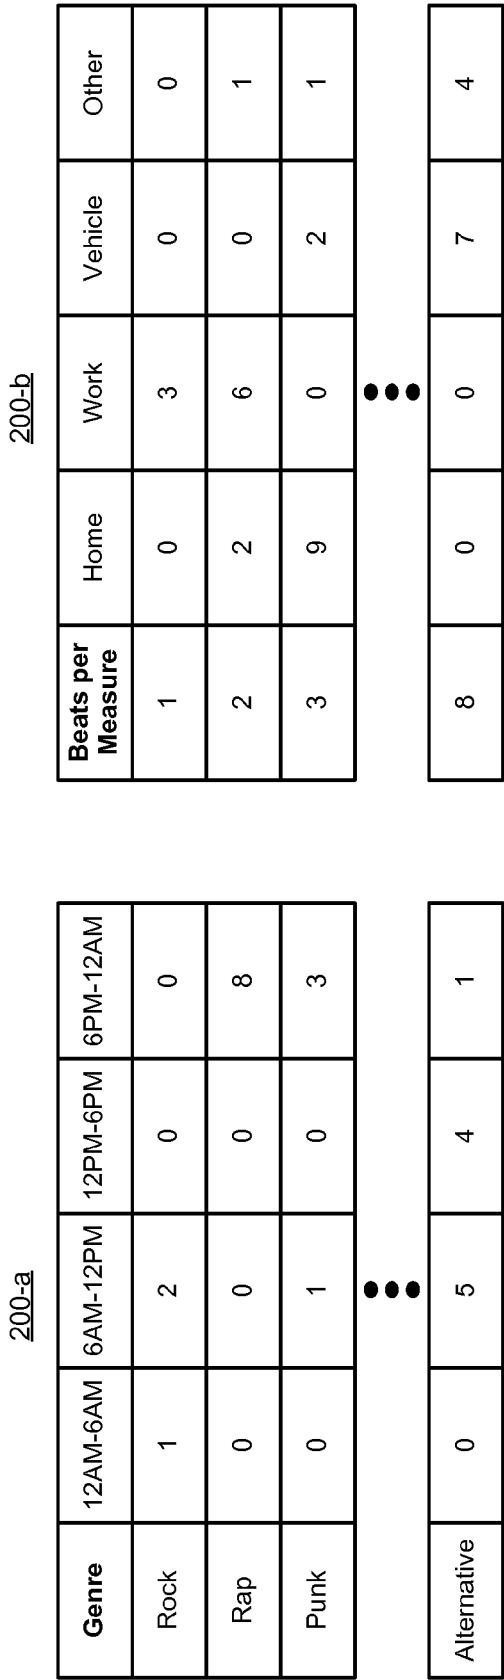 200-a
Genre 12AM-6AM 6AM-12PM 12PM-6PM 6PM-12AM
Rock 1 2 0 0
Rap 0 0 0 8
Punk 0 1 0 3
Alternative 0 5 4 1
200-b
Beats per
Measure Home Work Vehicle Other
1 0 3 0 0
2 2 6 0 1
3 9 0 2 1
8 0 0 7 4